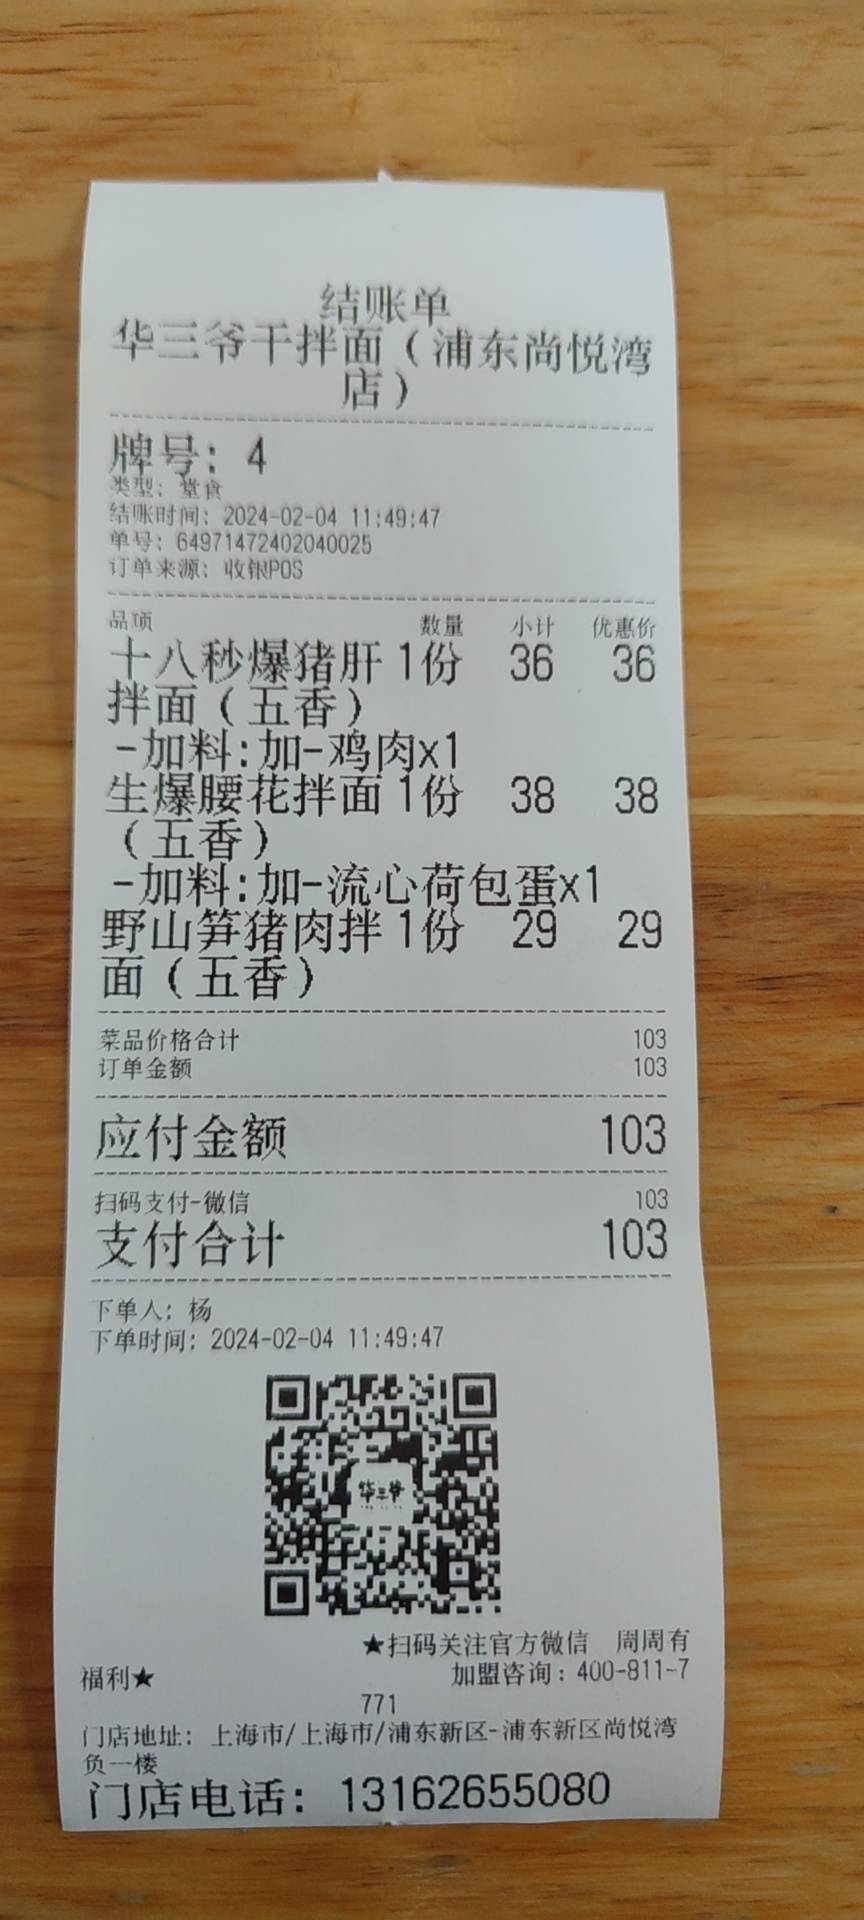 结账单
华三爷干拌面（浦东尚悦湾
店）
牌号: 4
类型: 堂食
结账时间: 2024-02-04 11:49:47
单号: 64971472402040025
订单来源: 收银POS
品项 数量 小计 优惠价
十八秒爆猪肝 1份 36 36
拌面（五香）
-加料:加-鸡肉x1
生爆腰花拌面 1份 38 38
（五香）
-加料:加-流心荷包蛋x1
野山笋猪肉拌 1份 29 29
面（五香）
菜品价格合计 103
订单金额 103
应付金额 103
扫码支付-微信 103
支付合计 103
下单人: 杨
下单时间: 2024-02-04 11:49:47
华三爷
★扫码关注官方微信 周周有
福利★ 加盟咨询: 400-811-7
771
门店地址: 上海市/上海市/浦东新区-浦东新区尚悦湾
负一楼
门店电话: 13162655080